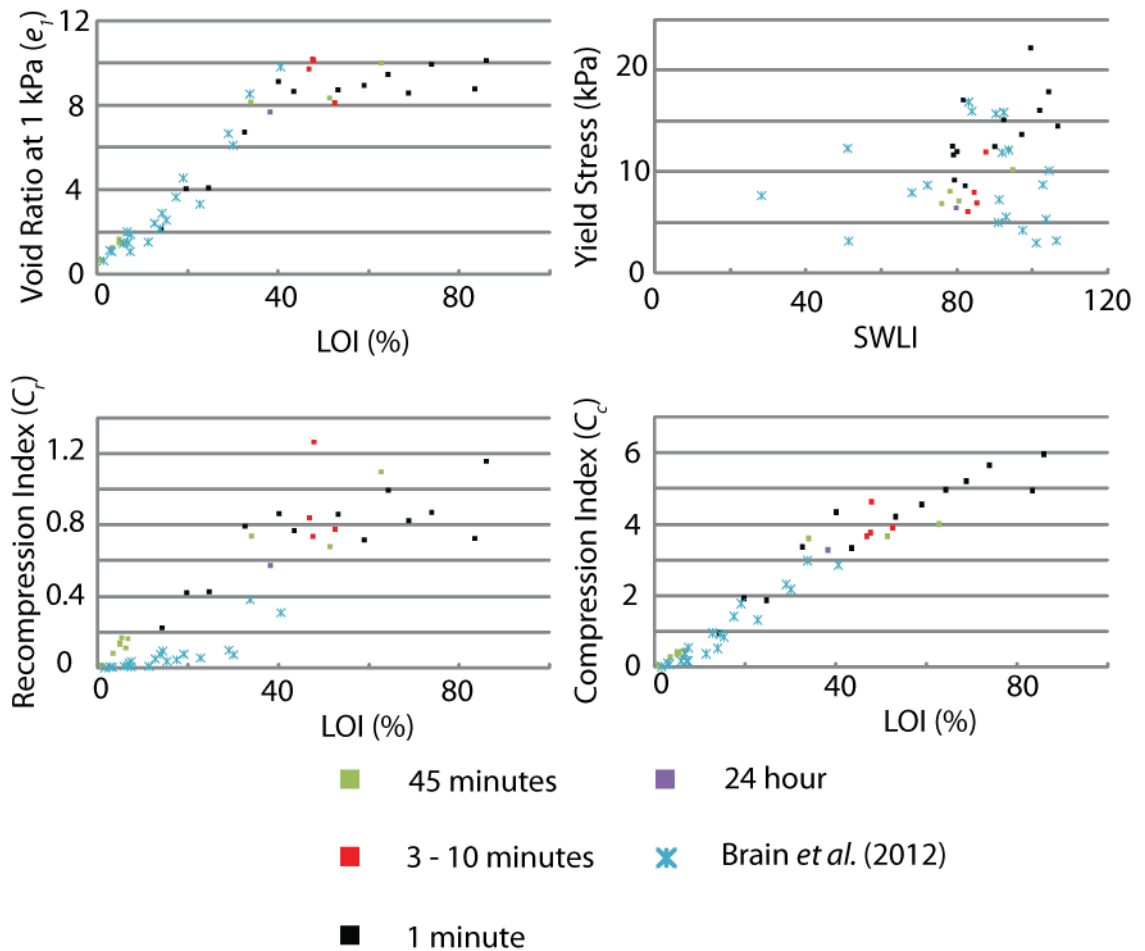 Void Ratio at 1 kPa (e1)
12
8
4
0
0
40
80
LOI (%)
Yield Stress (kPa)
20
10
0
0
40
80
120
SWLI
Recompression Index (Cr)
1.2
0.8
0.4
0
0
40
80
LOI (%)
Compression Index (Cc)
6
4
2
0
0
40
80
LOI (%)
45 minutes
24 hour
3 - 10 minutes
Brain et al. (2012)
1 minute